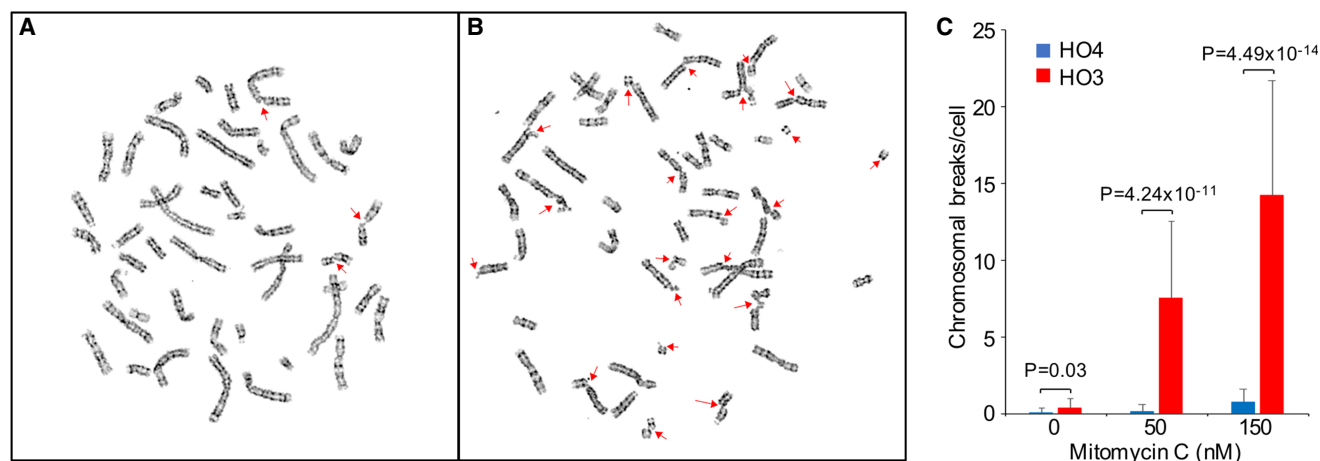 A
B
C
HO4
HO3
P=0.03
P=4.24x10⁻¹¹
P=4.49x10⁻¹⁴
Chromosomal breaks/cell
25
20
15
10
5
0
0 50 150
Mitomycin C (nM)